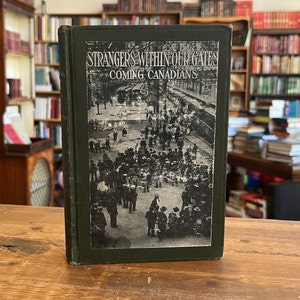 STRANGERS WITHIN OUR GATES
COMING CANADIANS